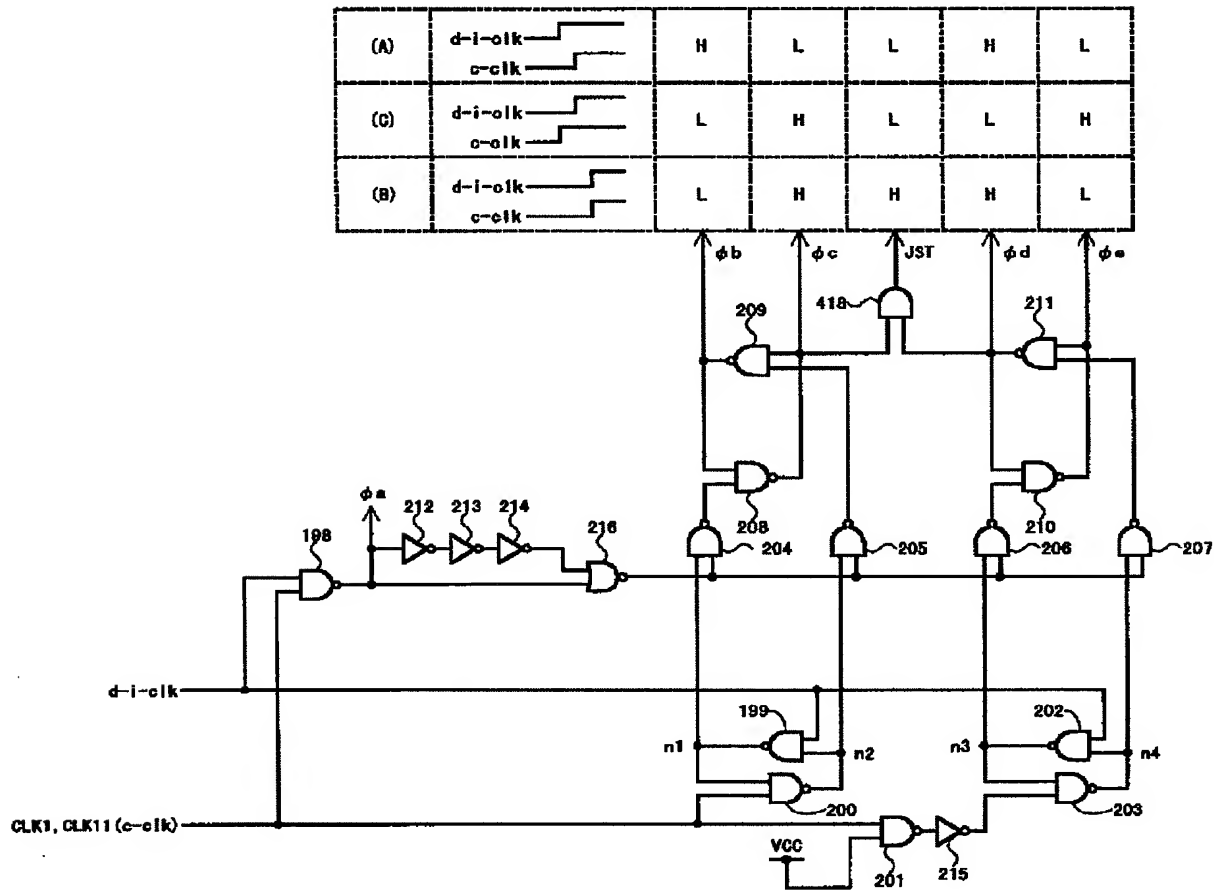 (A) d-i-clk H L L H L
c-clk
(C) d-i-clk L H L L H
c-clk
(B) d-i-clk L H H H L
c-clk
φb φc JST φd φe
418
209 211
φa
212 213 214 216
198
208 210
204 205 206 207
d-i-clk
199 202
n1 n2 n3 n4
200 203
CLK1, CLK11(c-clk)
VCC
201 215